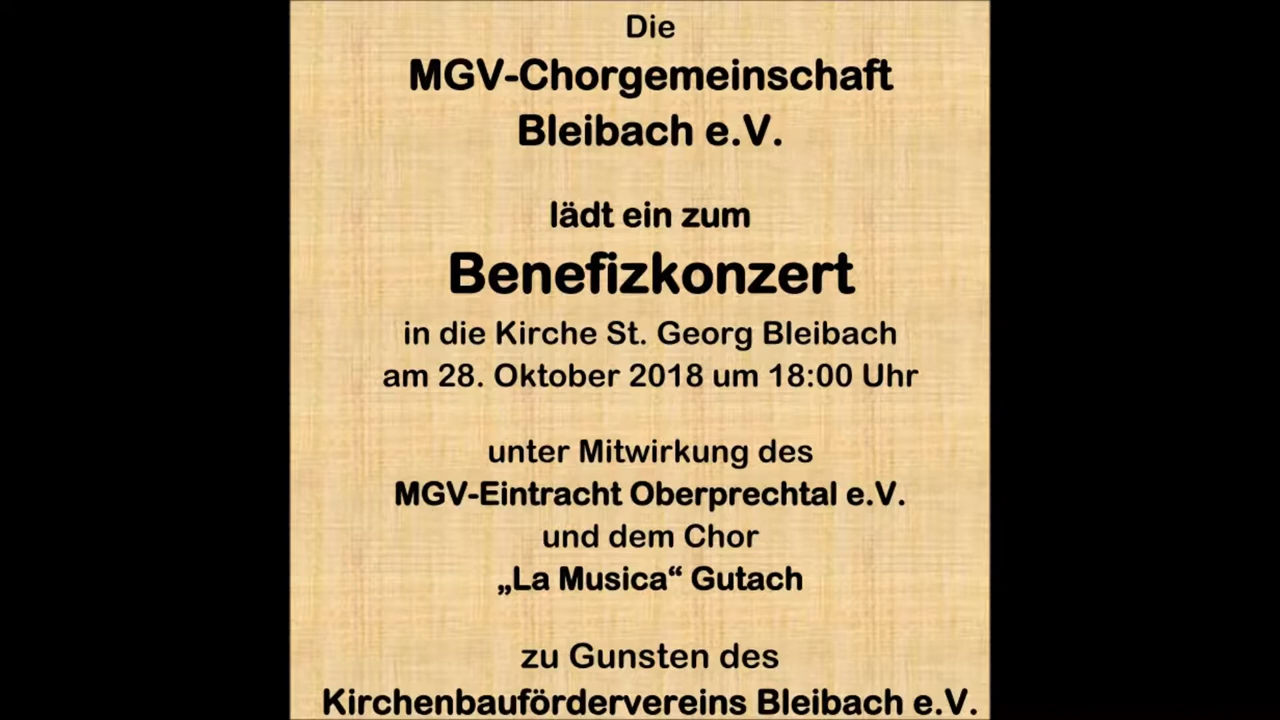 Die
MGV-Chorgemeinschaft
Bleibach e.V.
lädt ein zum
Benefizkonzert
in die Kirche St. Georg Bleibach
am 28. Oktober 2018 um 18:00 Uhr
unter Mitwirkung des
MGV-Eintracht Oberprechtal e.V.
und dem Chor
„La Musica“ Gutach
zu Gunsten des
Kirchenbaufördervereins Bleibach e.V.